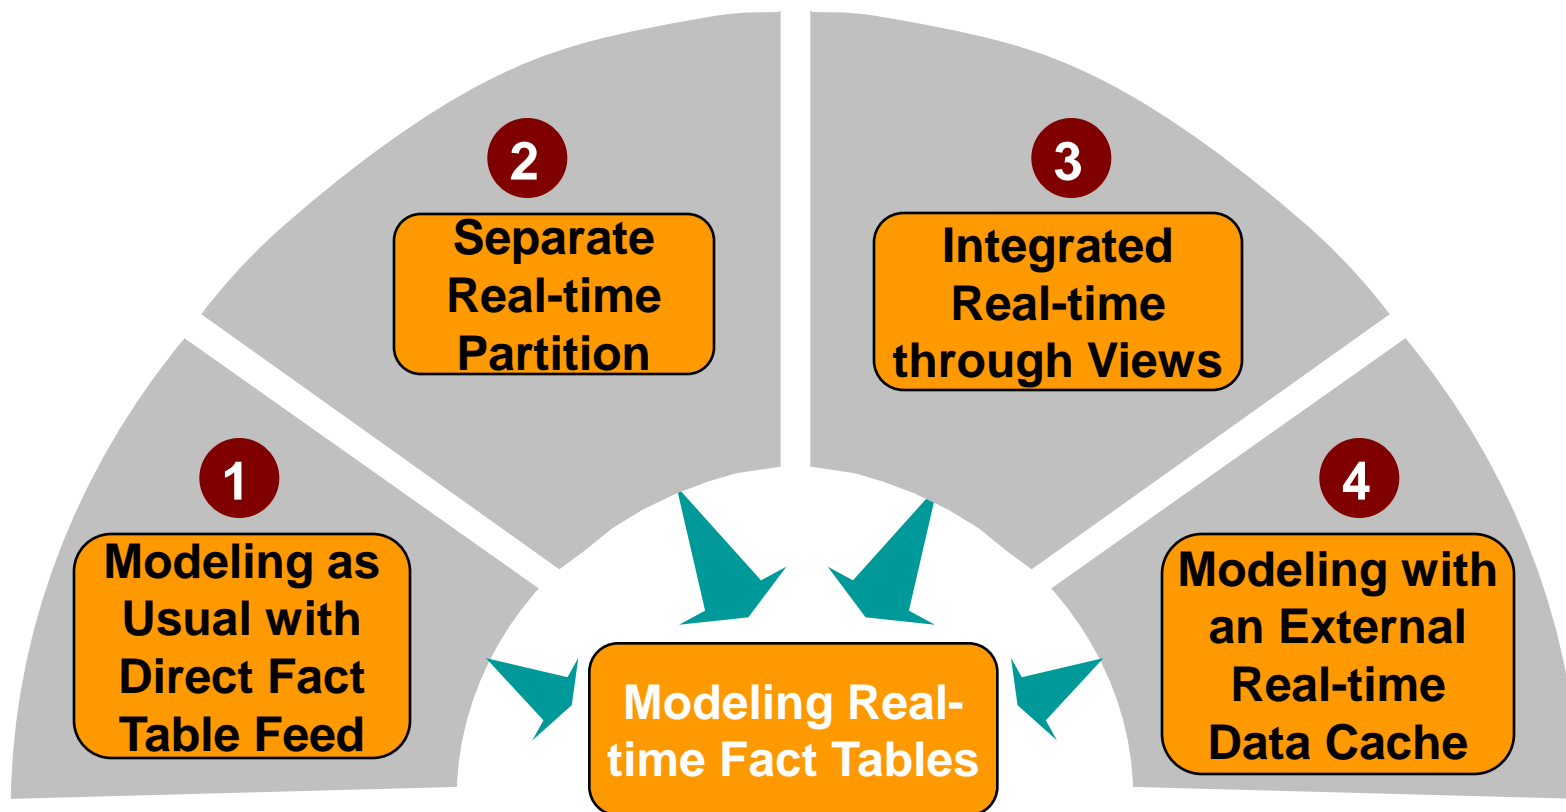 1
Modeling as
Usual with
Direct Fact
Table Feed
2
Separate
Real-time
Partition
3
Integrated
Real-time
through Views
4
Modeling with
an External
Real-time
Data Cache
Modeling Real-
time Fact Tables